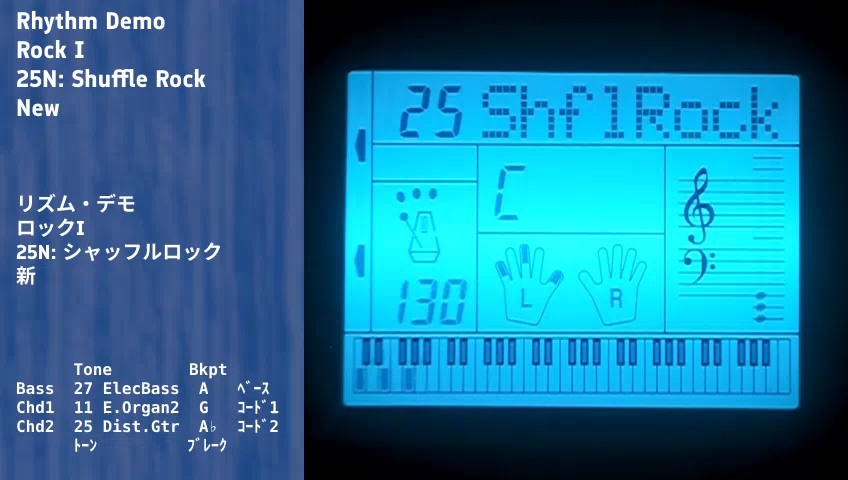 Rhythm Demo
Rock I
25N: Shuffle Rock
New
リズム・デモ
ロックI
25N: シャッフルロック
新
Tone Bkpt
Bass 27 ElecBass A ﾍﾞｰｽ
Chd1 11 E.Organ2 G ｺｰﾄﾞ1
Chd2 25 Dist.Gtr A♭ ｺｰﾄﾞ2
ﾄｰﾝ ﾌﾞﾚｰｸ
25 ShflRock
C
130
L R